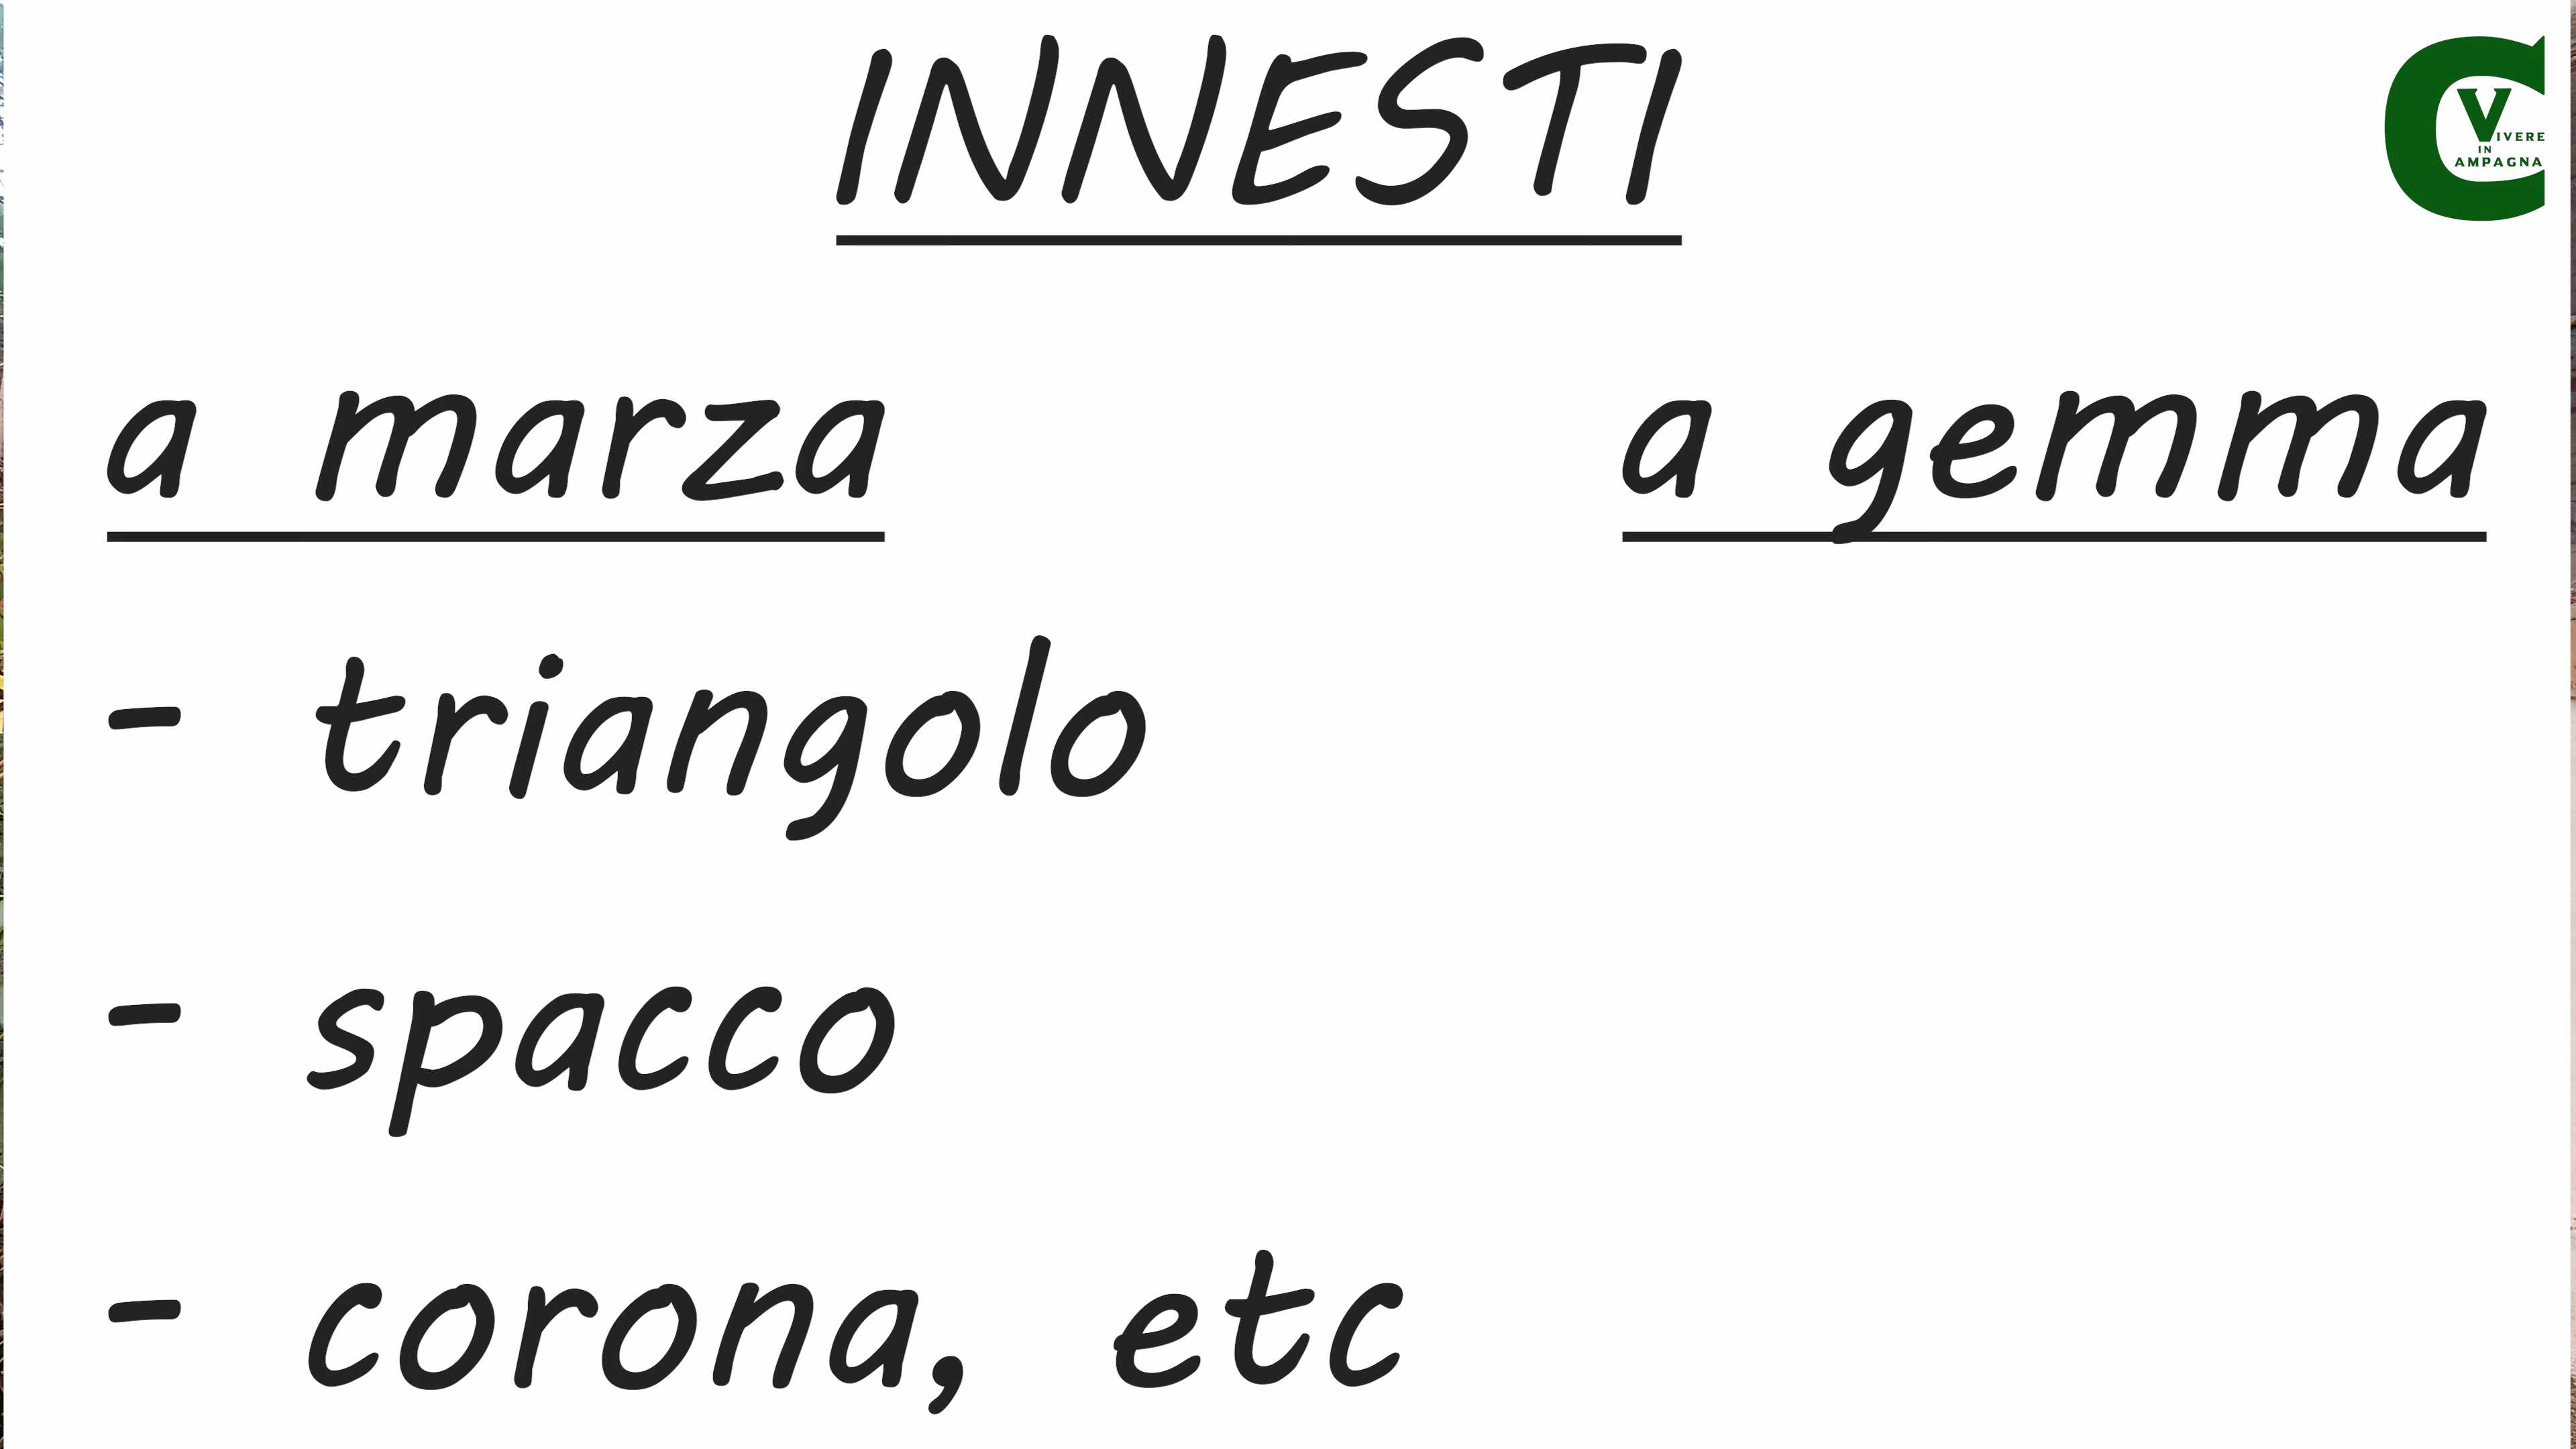 INNESTI
VIVERE
IN
CAMPAGNA
a marza
a gemma
- triangolo
- spacco
- corona, etc